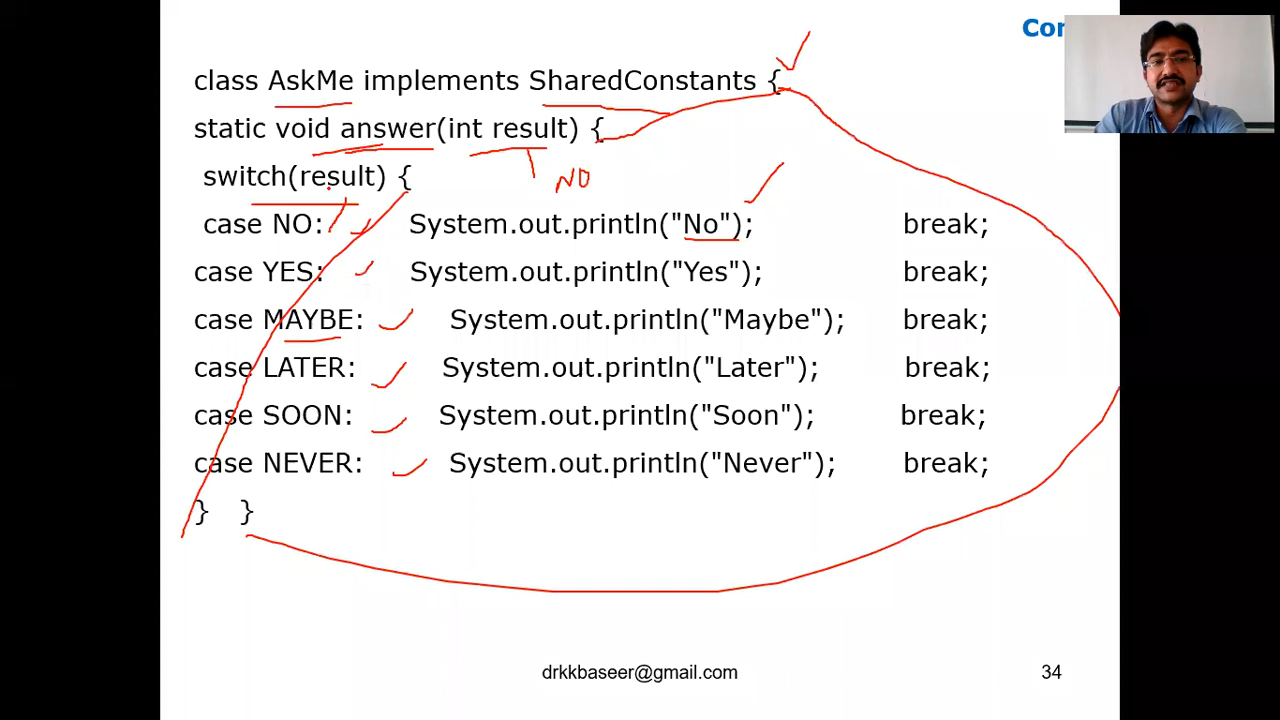 Con
class AskMe implements SharedConstants {
static void answer(int result) {
switch(result) {
NO
case NO: System.out.println("No"); break;
case YES: System.out.println("Yes"); break;
case MAYBE: System.out.println("Maybe"); break;
case LATER: System.out.println("Later"); break;
case SOON: System.out.println("Soon"); break;
case NEVER: System.out.println("Never"); break;
} }
drkkbaseer@gmail.com 34